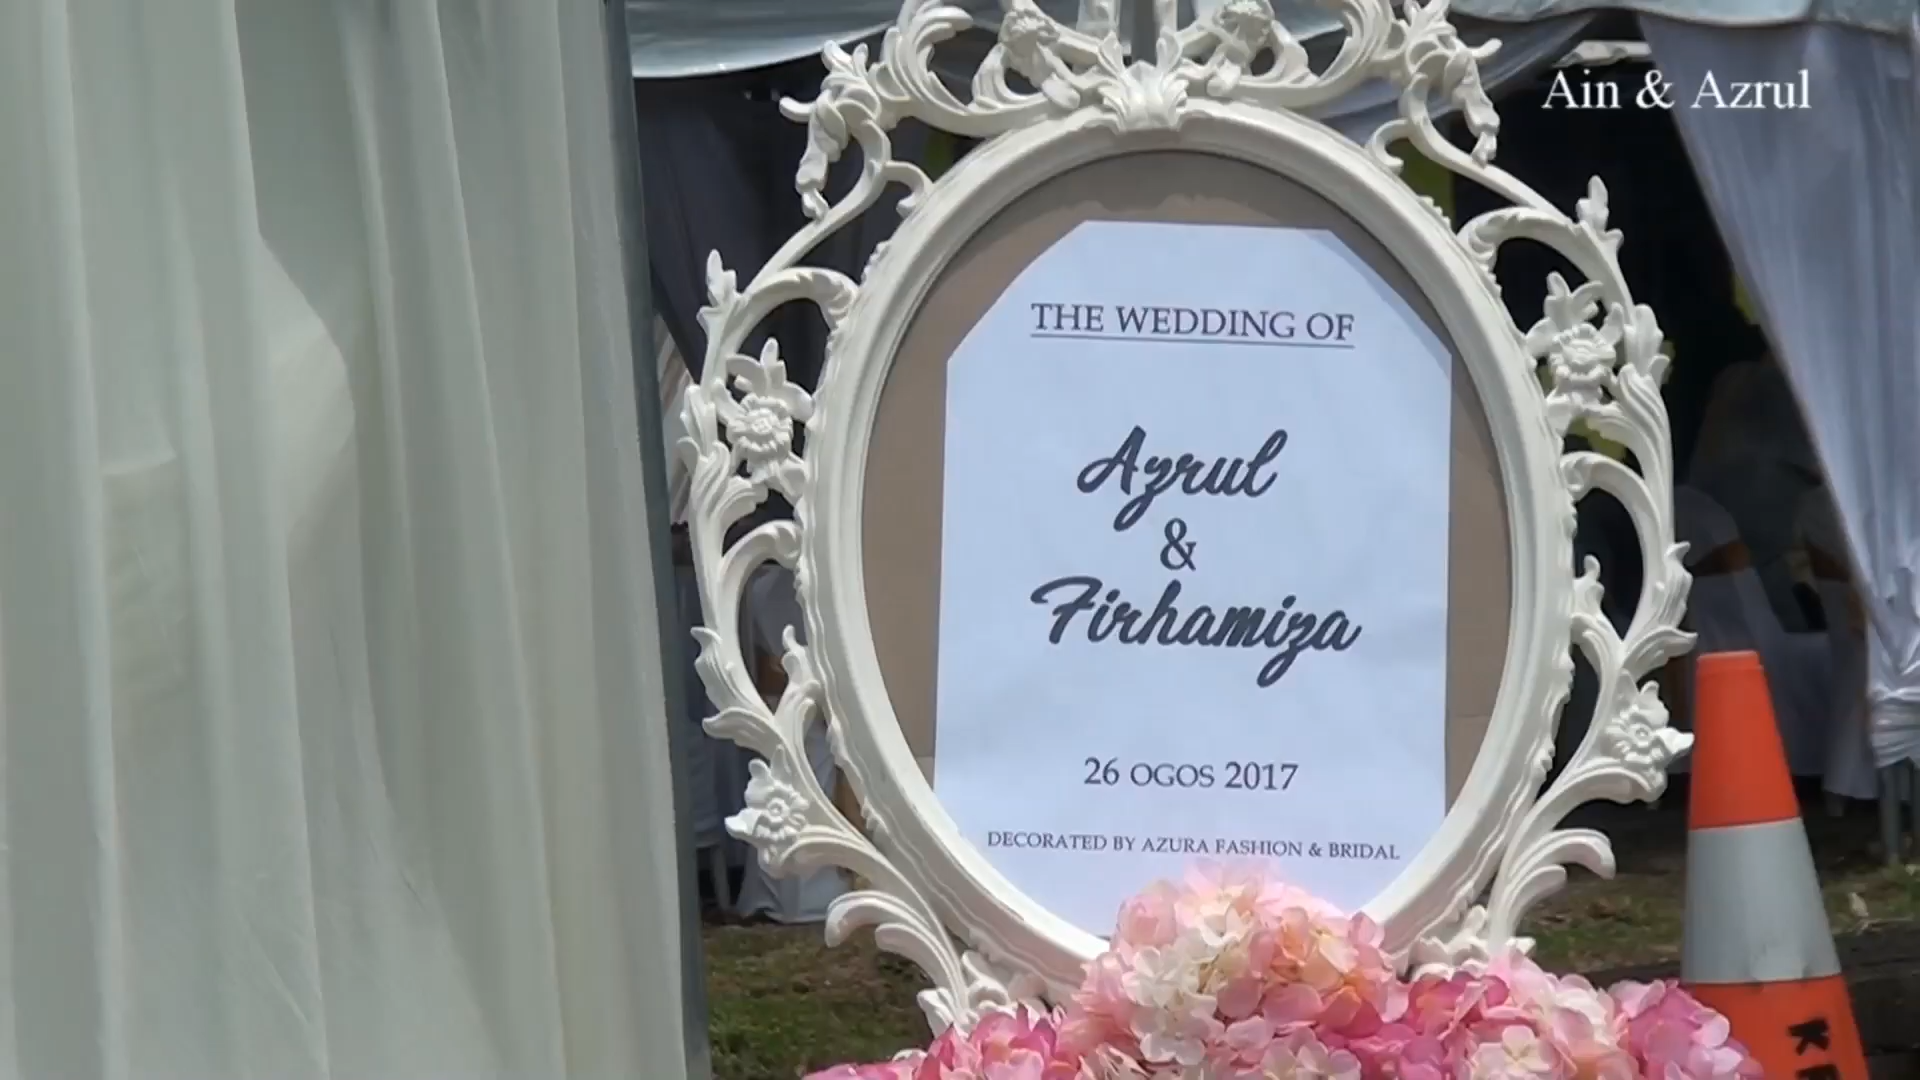 Ain & Azrul
THE WEDDING OF
Azrul
&
Firhamiza
26 OGOS 2017
DECORATED BY AZURA FASHION & BRIDAL